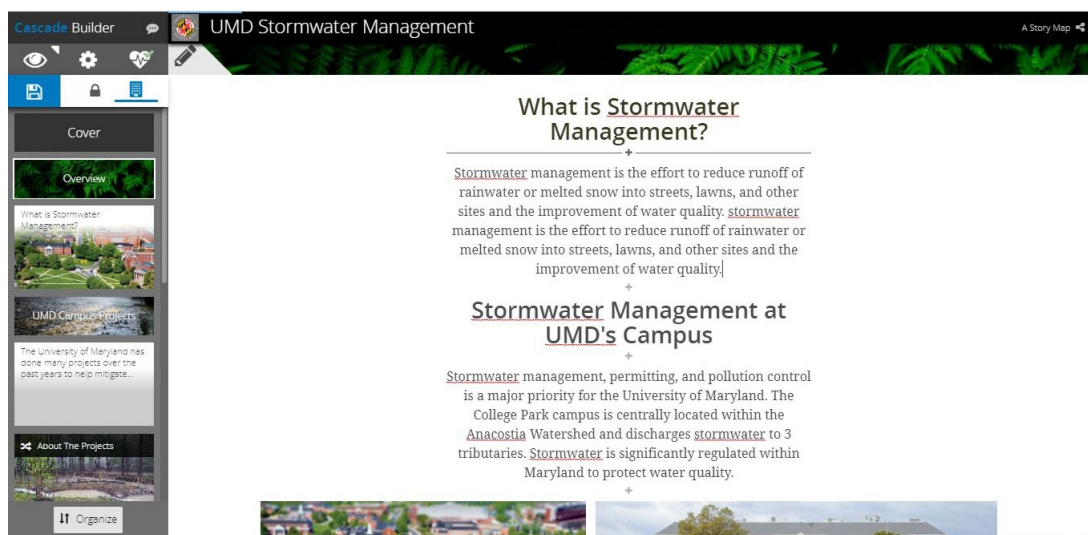 Cascade Builder
UMD Stormwater Management
A Story Map
Cover
Overview
What is Stormwater
Management?
UMD Campus Projects
The University of Maryland has
done many projects over the
past years to help mitigate...
About The Projects
Organize
What is Stormwater
Management?
Stormwater management is the effort to reduce runoff of
rainwater or melted snow into streets, lawns, and other
sites and the improvement of water quality. stormwater
management is the effort to reduce runoff of rainwater or
melted snow into streets, lawns, and other sites and the
improvement of water quality.
Stormwater Management at
UMD's Campus
Stormwater management, permitting, and pollution control
is a major priority for the University of Maryland. The
College Park campus is centrally located within the
Anacostia Watershed and discharges stormwater to 3
tributaries. Stormwater is significantly regulated within
Maryland to protect water quality.